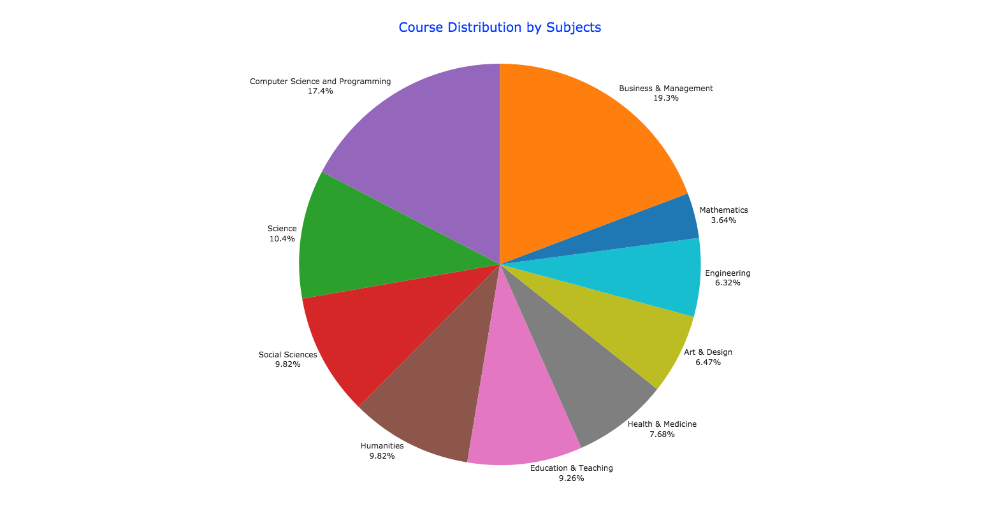 Course Distribution by Subjects
Computer Science and Programming
17.4%
Business & Management
19.3%
Mathematics
3.64%
Science
10.4%
Engineering
6.32%
Social Sciences
9.82%
Art & Design
6.47%
Health & Medicine
7.68%
Humanities
9.82%
Education & Teaching
9.26%